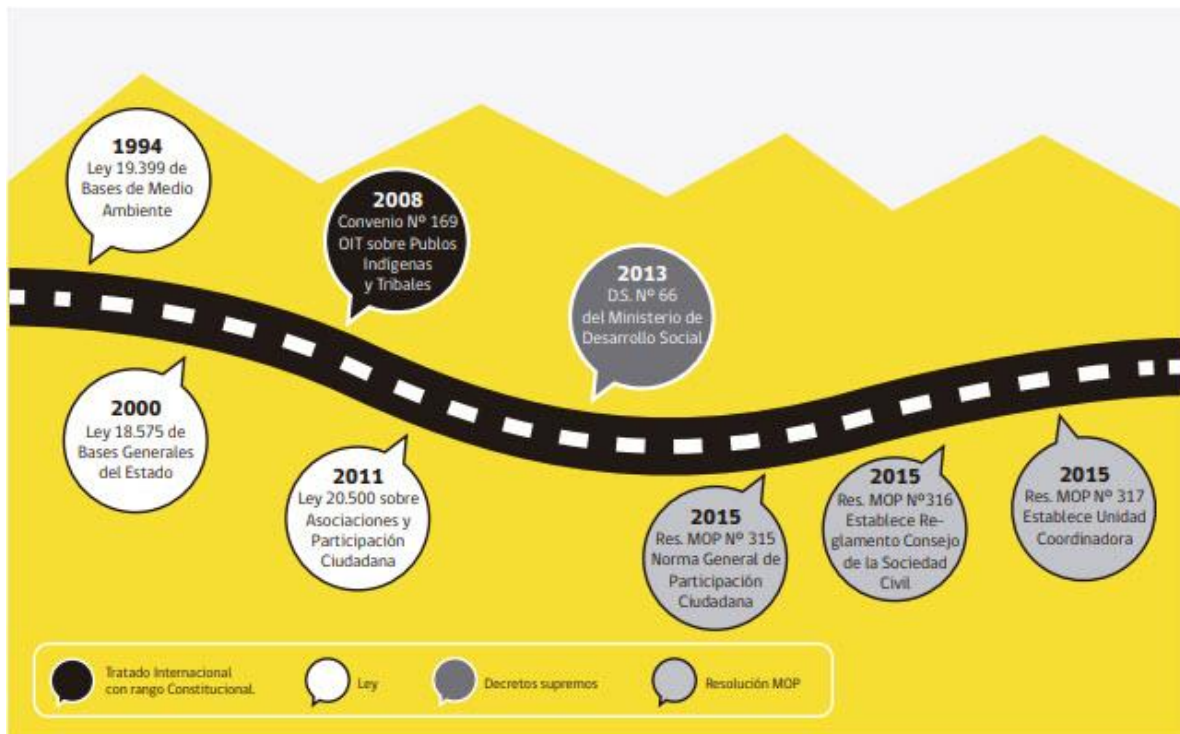 1994
Ley 19.399 de
Bases de Medio
Ambiente
2008
Convenio Nº 169
OIT sobre Publos
Indígenas
y Tribales
2013
D.S. Nº 66
del Ministerio de
Desarrollo Social
2000
Ley 18.575 de
Bases Generales
del Estado
2011
Ley 20.500 sobre
Asociaciones y
Participación
Ciudadana
2015
Res. MOP Nº 315
Norma General de
Participación
Ciudadana
2015
Res. MOP Nº316
Establece Re-
glamento Consejo
de la Sociedad
Civil
2015
Res. MOP Nº 317
Establece Unidad
Coordinadora
Tratado Internacional
con rango Constitucional.
Ley
Decretos supremos
Resolución MOP